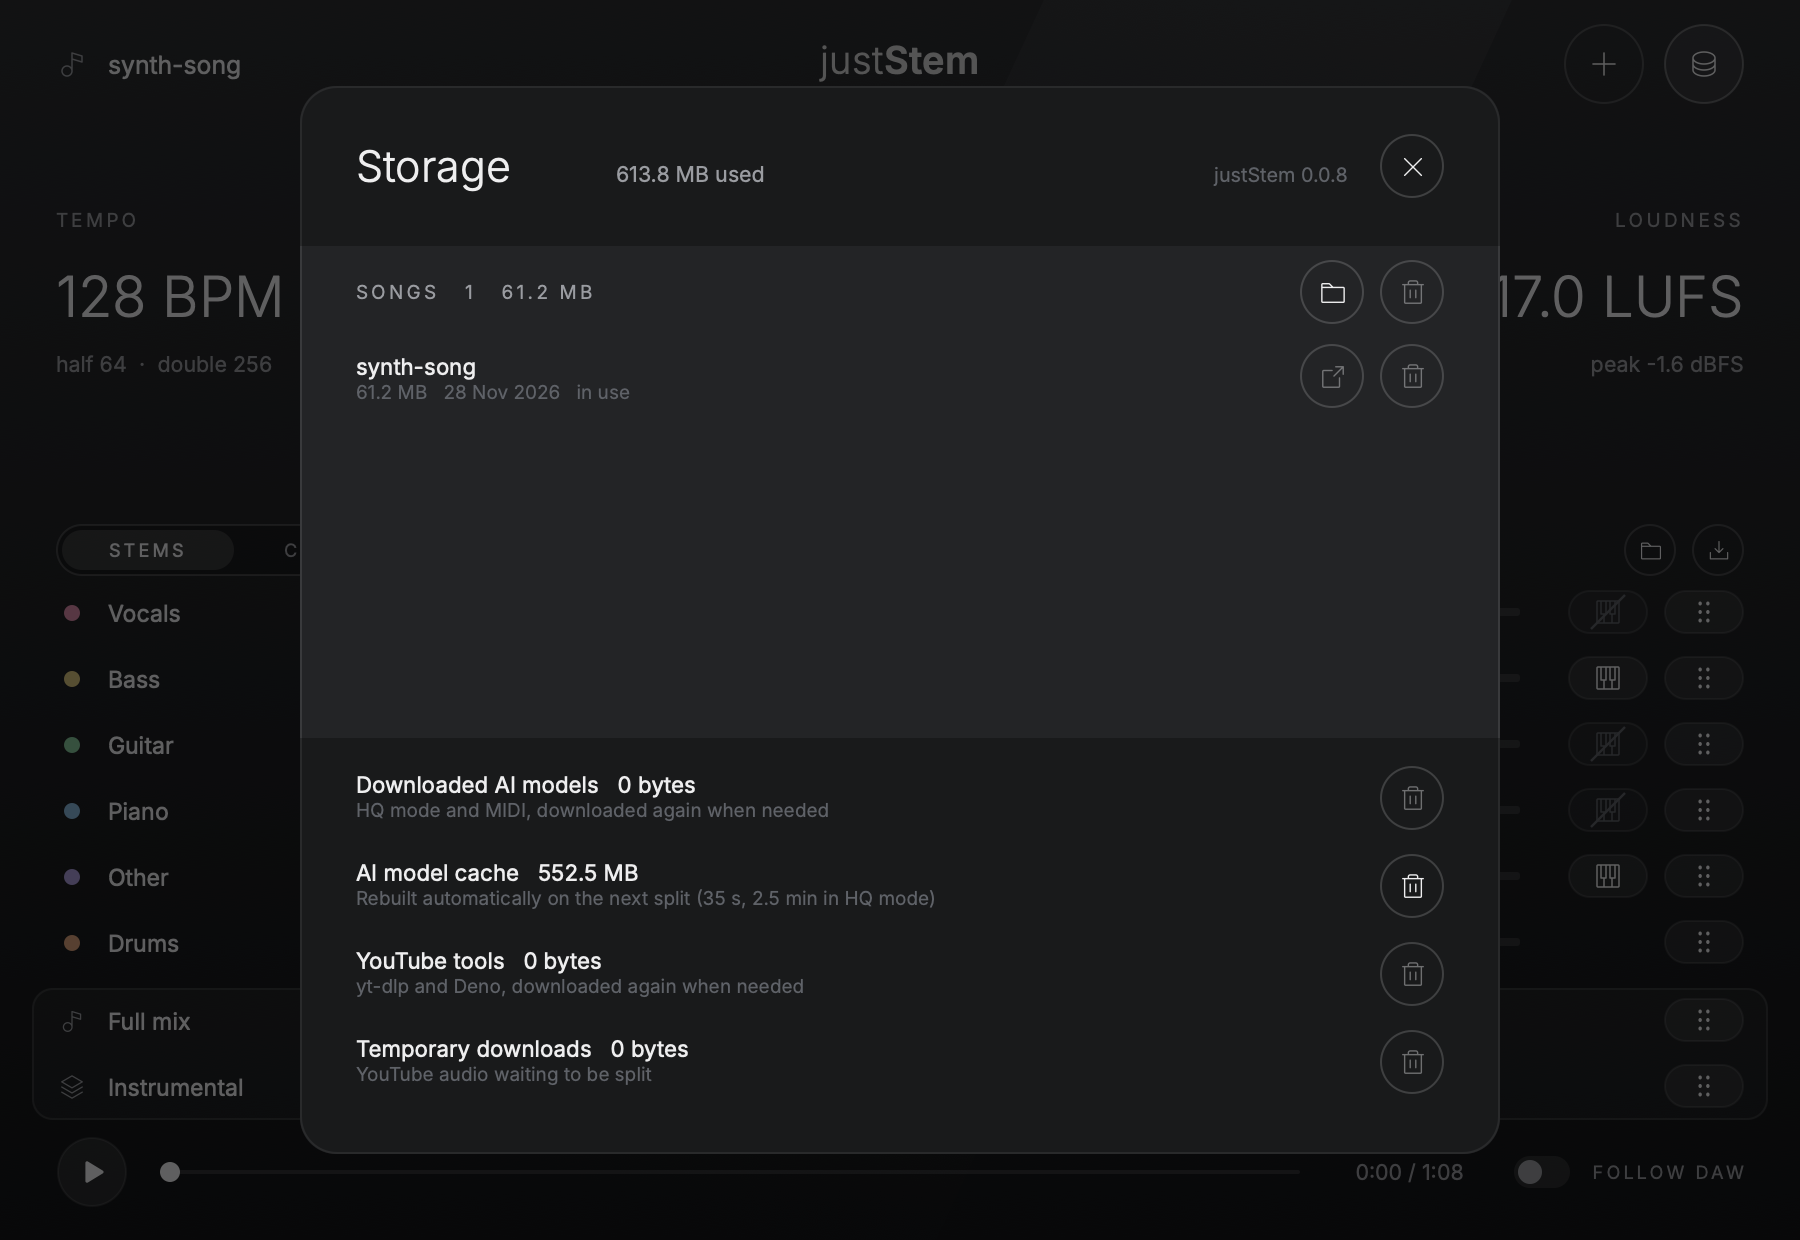 synth-song
justStem
Storage 613.8 MB used justStem 0.0.8
TEMPO LOUDNESS
128 BPM 17.0 LUFS
half 64 · double 256 peak -1.6 dBFS
SONGS 1 61.2 MB
synth-song
61.2 MB 28 Nov 2026 in use
STEMS C
Vocals
Bass
Guitar
Piano
Other
Drums
Full mix
Instrumental
Downloaded AI models 0 bytes
HQ mode and MIDI, downloaded again when needed
AI model cache 552.5 MB
Rebuilt automatically on the next split (35 s, 2.5 min in HQ mode)
YouTube tools 0 bytes
yt-dlp and Deno, downloaded again when needed
Temporary downloads 0 bytes
YouTube audio waiting to be split
0:00 / 1:08 FOLLOW DAW